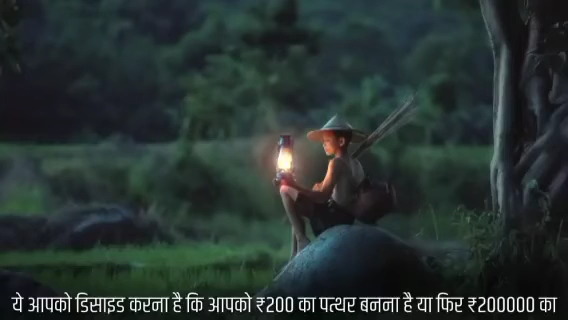 ये आपको डिसाइड करना है कि आपको ₹200 का पत्थर बनना है या फिर ₹200000 का